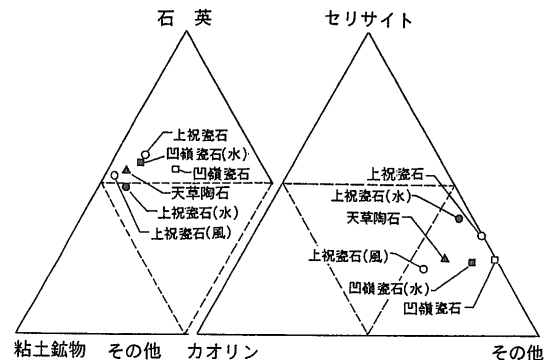 石英
上祝瓷石
凹嶺瓷石(水)
凹嶺瓷石
天草陶石
上祝瓷石(水)
上祝瓷石(風)
粘土鉱物
その他
セリサイト
上祝瓷石
上祝瓷石(水)
天草陶石
上祝瓷石(風)
凹嶺瓷石(水)
凹嶺瓷石
カオリン
その他